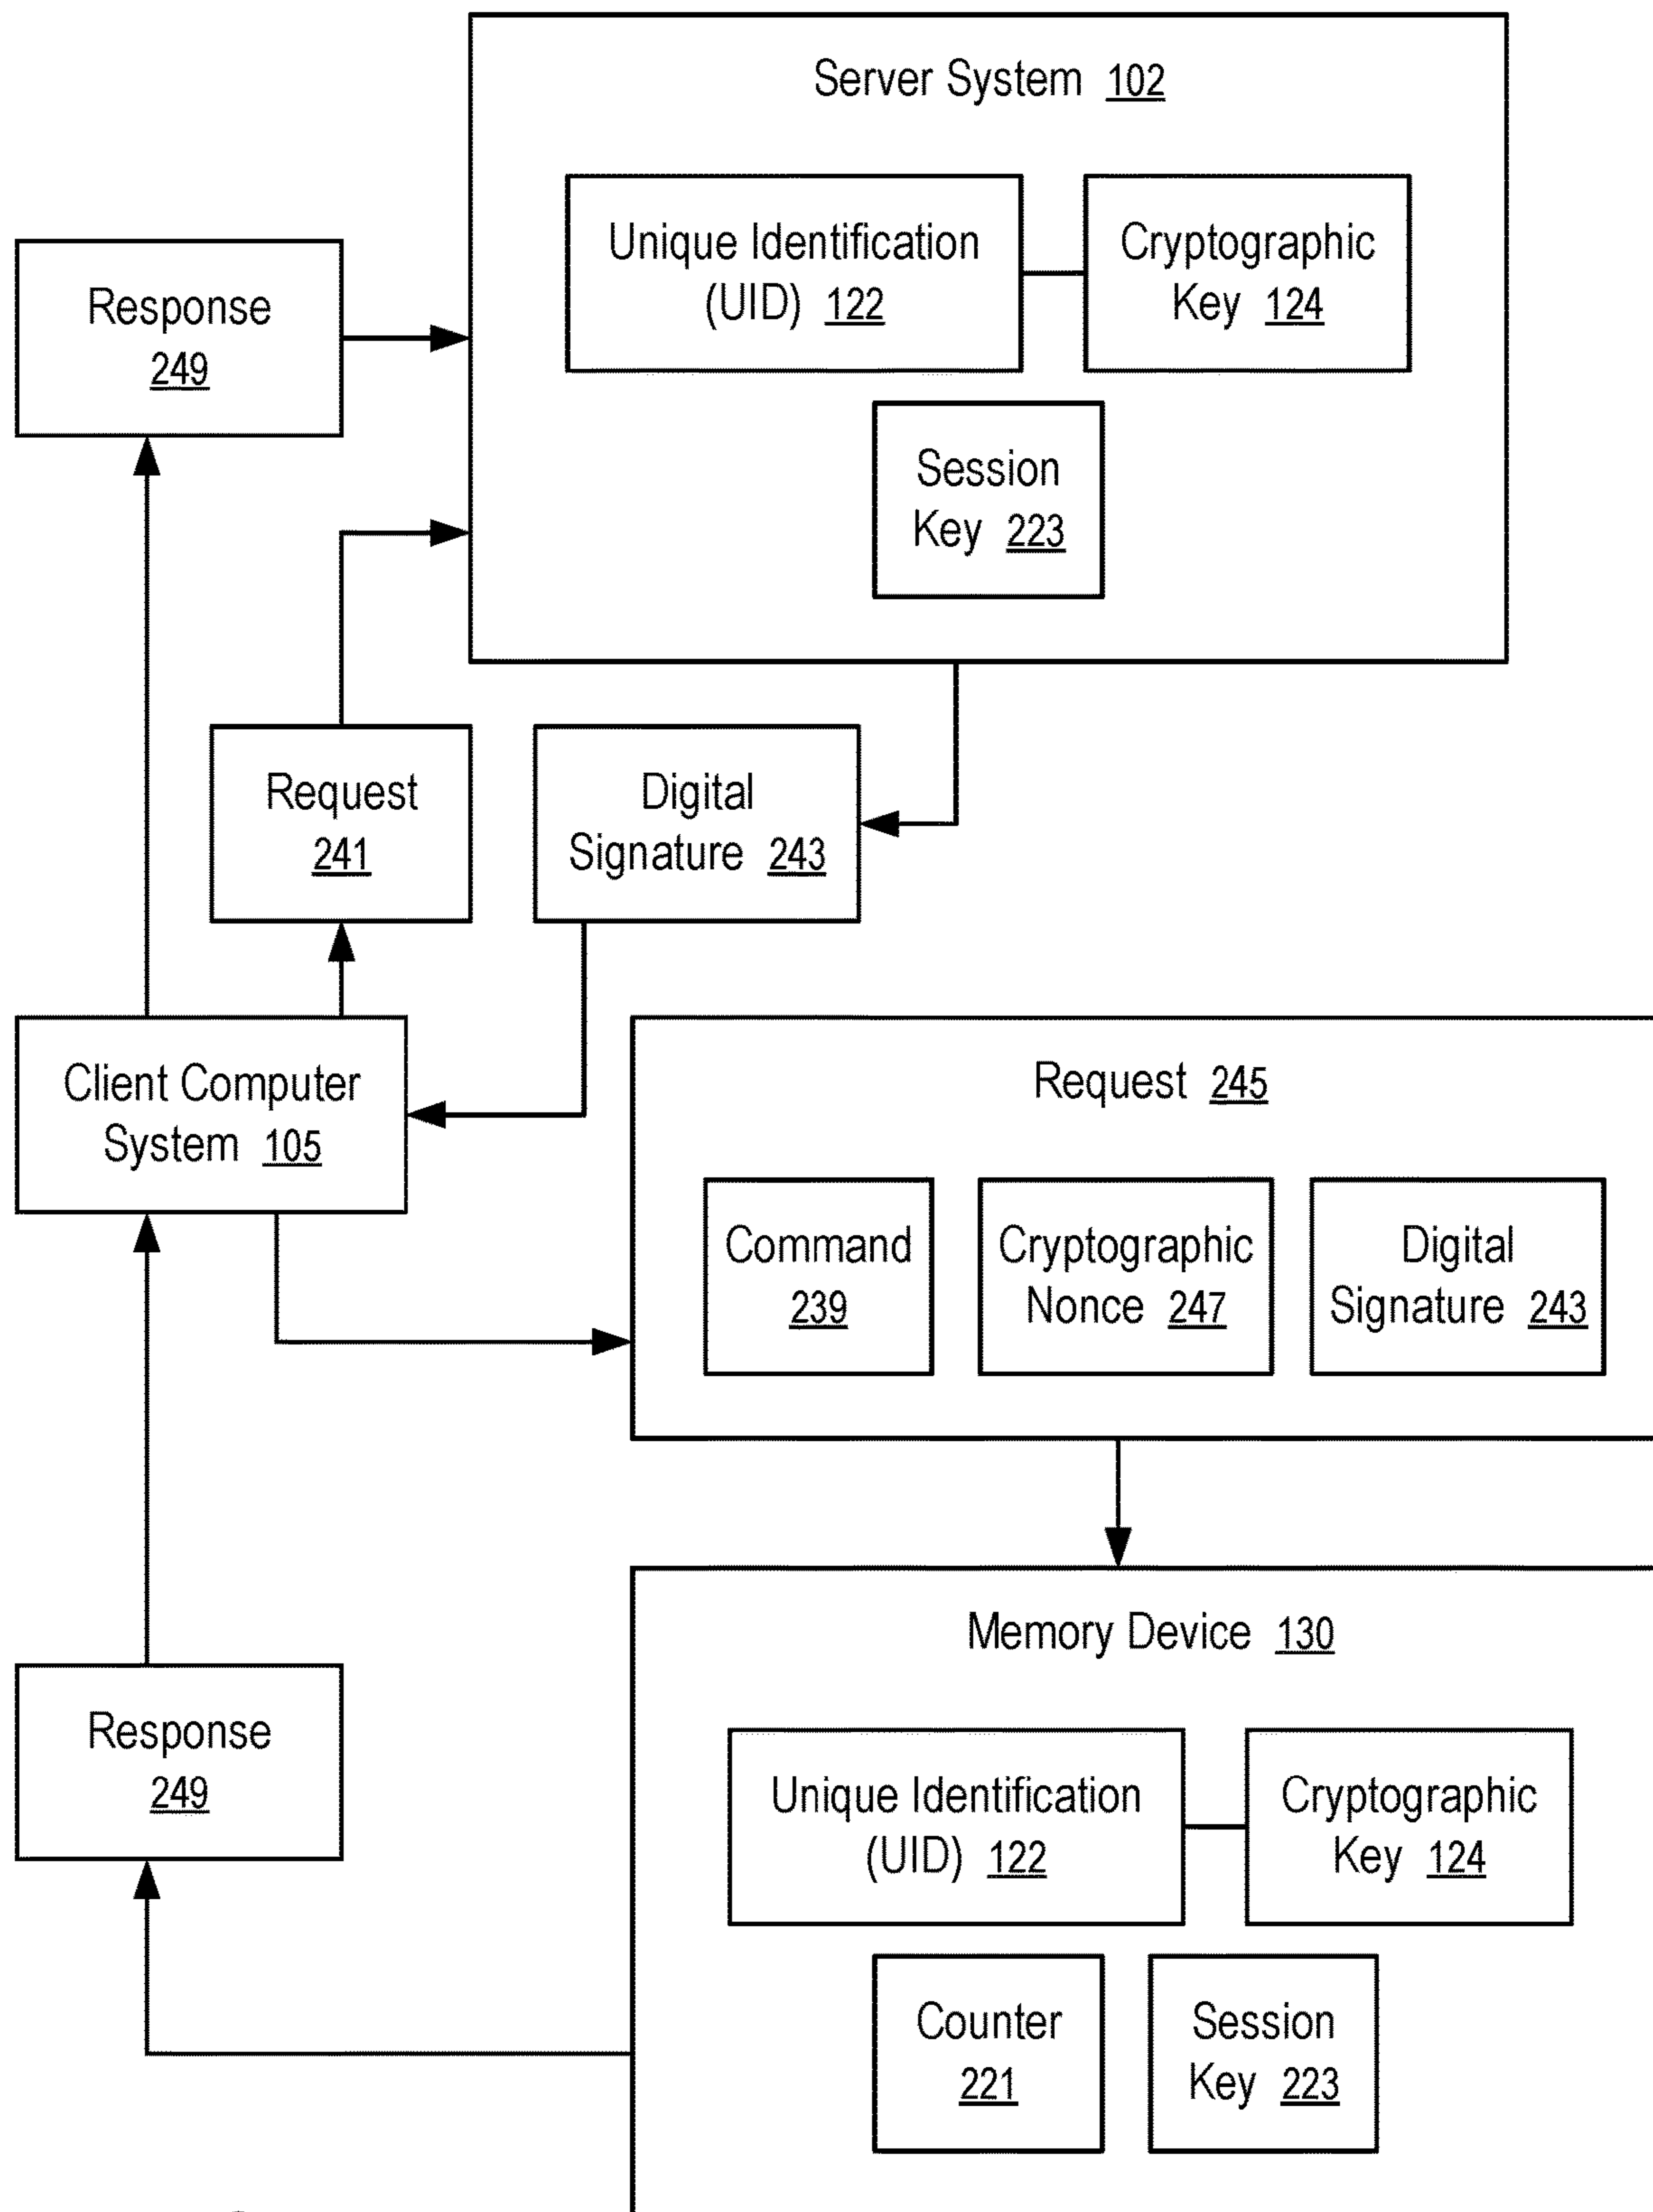 Server System 102
Unique Identification
(UID) 122
Cryptographic
Key 124
Response
249
Session
Key 223
Request
241
Digital
Signature 243
Client Computer
System 105
Request 245
Command
239
Cryptographic
Nonce 247
Digital
Signature 243
Memory Device 130
Response
249
Unique Identification
(UID) 122
Cryptographic
Key 124
Counter
221
Session
Key 223